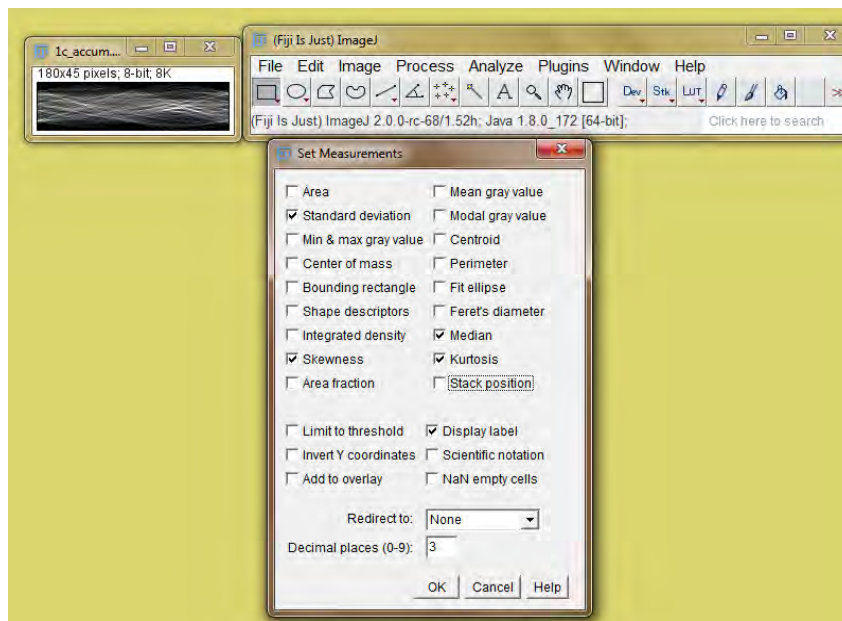 1c_accum....
180x45 pixels; 8-bit; 8K
(Fiji Is Just) ImageJ
File Edit Image Process Analyze Plugins Window Help
A Dev Stk LUT >>
(Fiji Is Just) ImageJ 2.0.0-rc-68/1.52h; Java 1.8.0_172 [64-bit]; Click here to search
Set Measurements
Area Mean gray value
Standard deviation Modal gray value
Min & max gray value Centroid
Center of mass Perimeter
Bounding rectangle Fit ellipse
Shape descriptors Feret's diameter
Integrated density Median
Skewness Kurtosis
Area fraction Stack position
Limit to threshold Display label
Invert Y coordinates Scientific notation
Add to overlay NaN empty cells
Redirect to: None
Decimal places (0-9): 3
OK Cancel Help